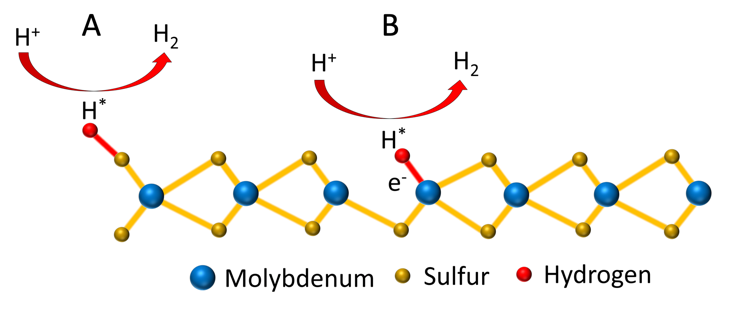 A
B
H+
H2
H+
H2
H*
H*
e-
Molybdenum
Sulfur
Hydrogen